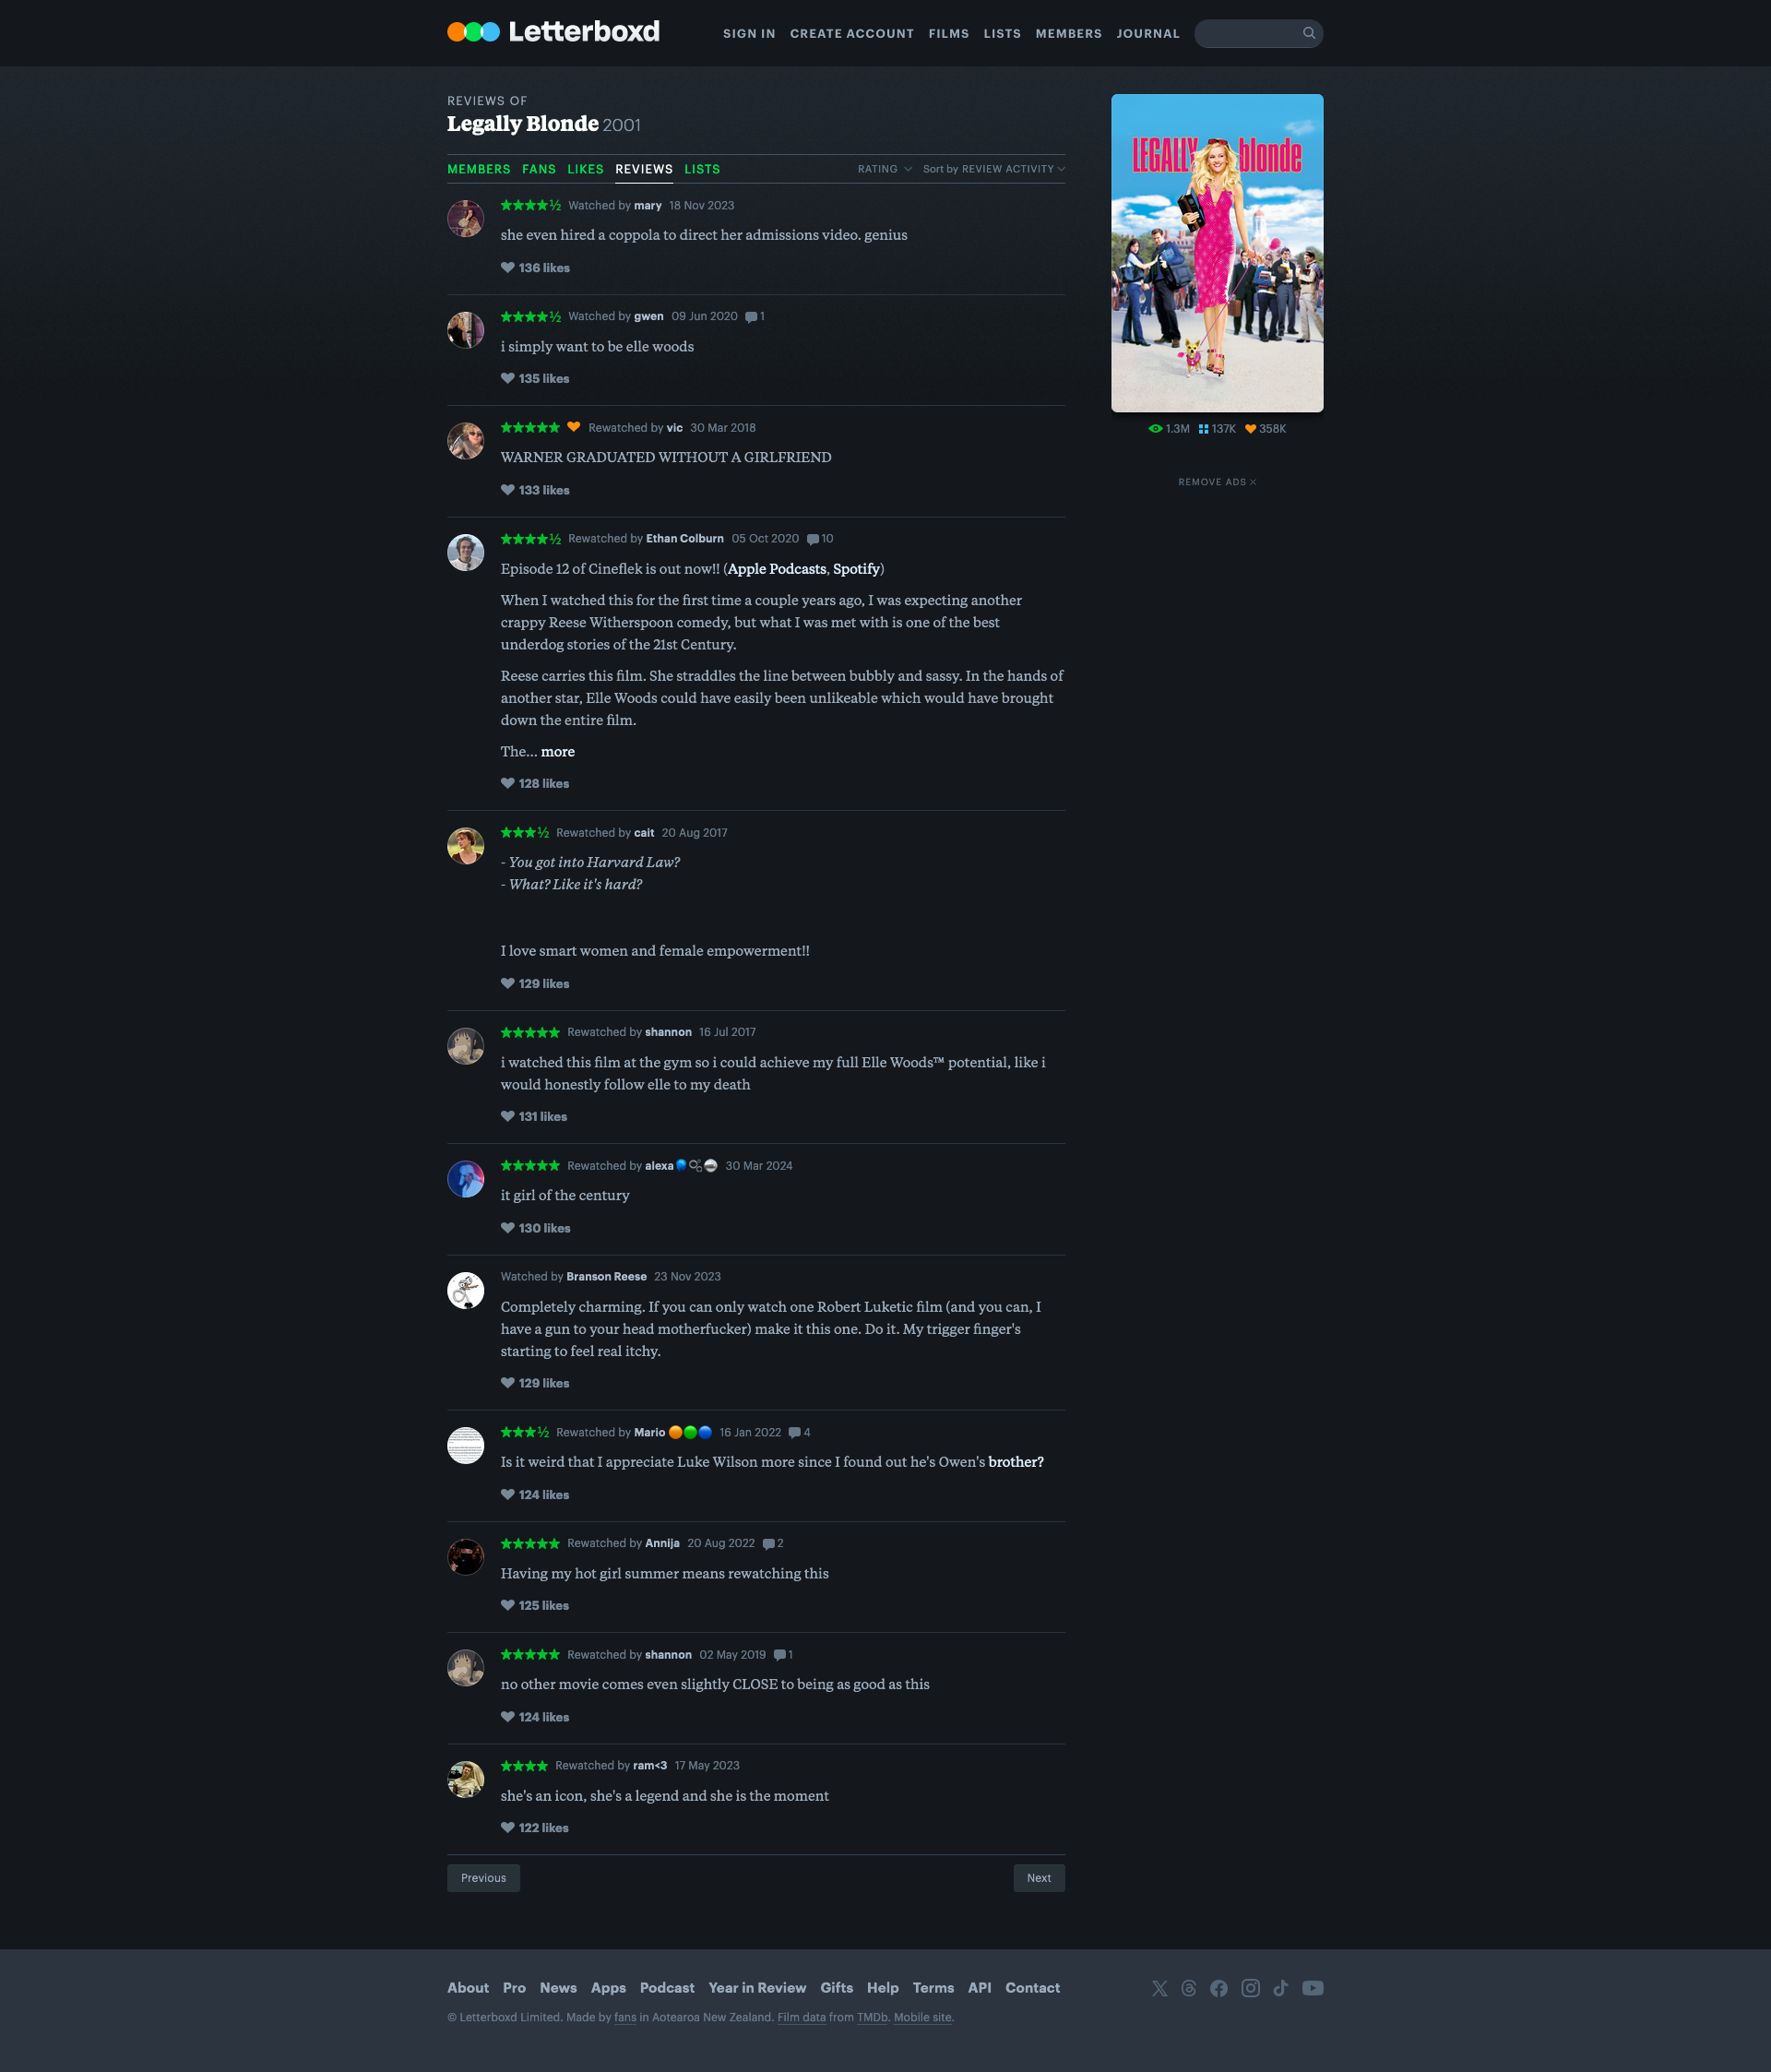 Letterboxd
SIGN IN CREATE ACCOUNT FILMS LISTS MEMBERS JOURNAL
REVIEWS OF
Legally Blonde 2001
MEMBERS FANS LIKES REVIEWS LISTS RATING Sort by REVIEW ACTIVITY
LEGALLY blonde
1.3M 137K 358K
REMOVE ADS
★★★★½ Watched by mary 18 Nov 2023
she even hired a coppola to direct her admissions video. genius
136 likes
★★★★½ Watched by gwen 09 Jun 2020 1
i simply want to be elle woods
135 likes
★★★★★ Rewatched by vic 30 Mar 2018
WARNER GRADUATED WITHOUT A GIRLFRIEND
133 likes
★★★★½ Rewatched by Ethan Colburn 05 Oct 2020 10
Episode 12 of Cineflek is out now!! (Apple Podcasts, Spotify)
When I watched this for the first time a couple years ago, I was expecting another
crappy Reese Witherspoon comedy, but what I was met with is one of the best
underdog stories of the 21st Century.
Reese carries this film. She straddles the line between bubbly and sassy. In the hands of
another star, Elle Woods could have easily been unlikeable which would have brought
down the entire film.
The... more
128 likes
★★★½ Rewatched by cait 20 Aug 2017
- You got into Harvard Law?
- What? Like it's hard?
I love smart women and female empowerment!!
129 likes
★★★★★ Rewatched by shannon 16 Jul 2017
i watched this film at the gym so i could achieve my full Elle Woods™ potential, like i
would honestly follow elle to my death
131 likes
★★★★★ Rewatched by alexa 30 Mar 2024
it girl of the century
130 likes
Watched by Branson Reese 23 Nov 2023
Completely charming. If you can only watch one Robert Luketic film (and you can, I
have a gun to your head motherfucker) make it this one. Do it. My trigger finger's
starting to feel real itchy.
129 likes
★★★½ Rewatched by Mario 16 Jan 2022 4
Is it weird that I appreciate Luke Wilson more since I found out he's Owen's brother?
124 likes
★★★★★ Rewatched by Annija 20 Aug 2022 2
Having my hot girl summer means rewatching this
125 likes
★★★★★ Rewatched by shannon 02 May 2019 1
no other movie comes even slightly CLOSE to being as good as this
124 likes
★★★★ Rewatched by ram<3 17 May 2023
she's an icon, she's a legend and she is the moment
122 likes
Previous Next
About Pro News Apps Podcast Year in Review Gifts Help Terms API Contact
© Letterboxd Limited. Made by fans in Aotearoa New Zealand. Film data from TMDb. Mobile site.